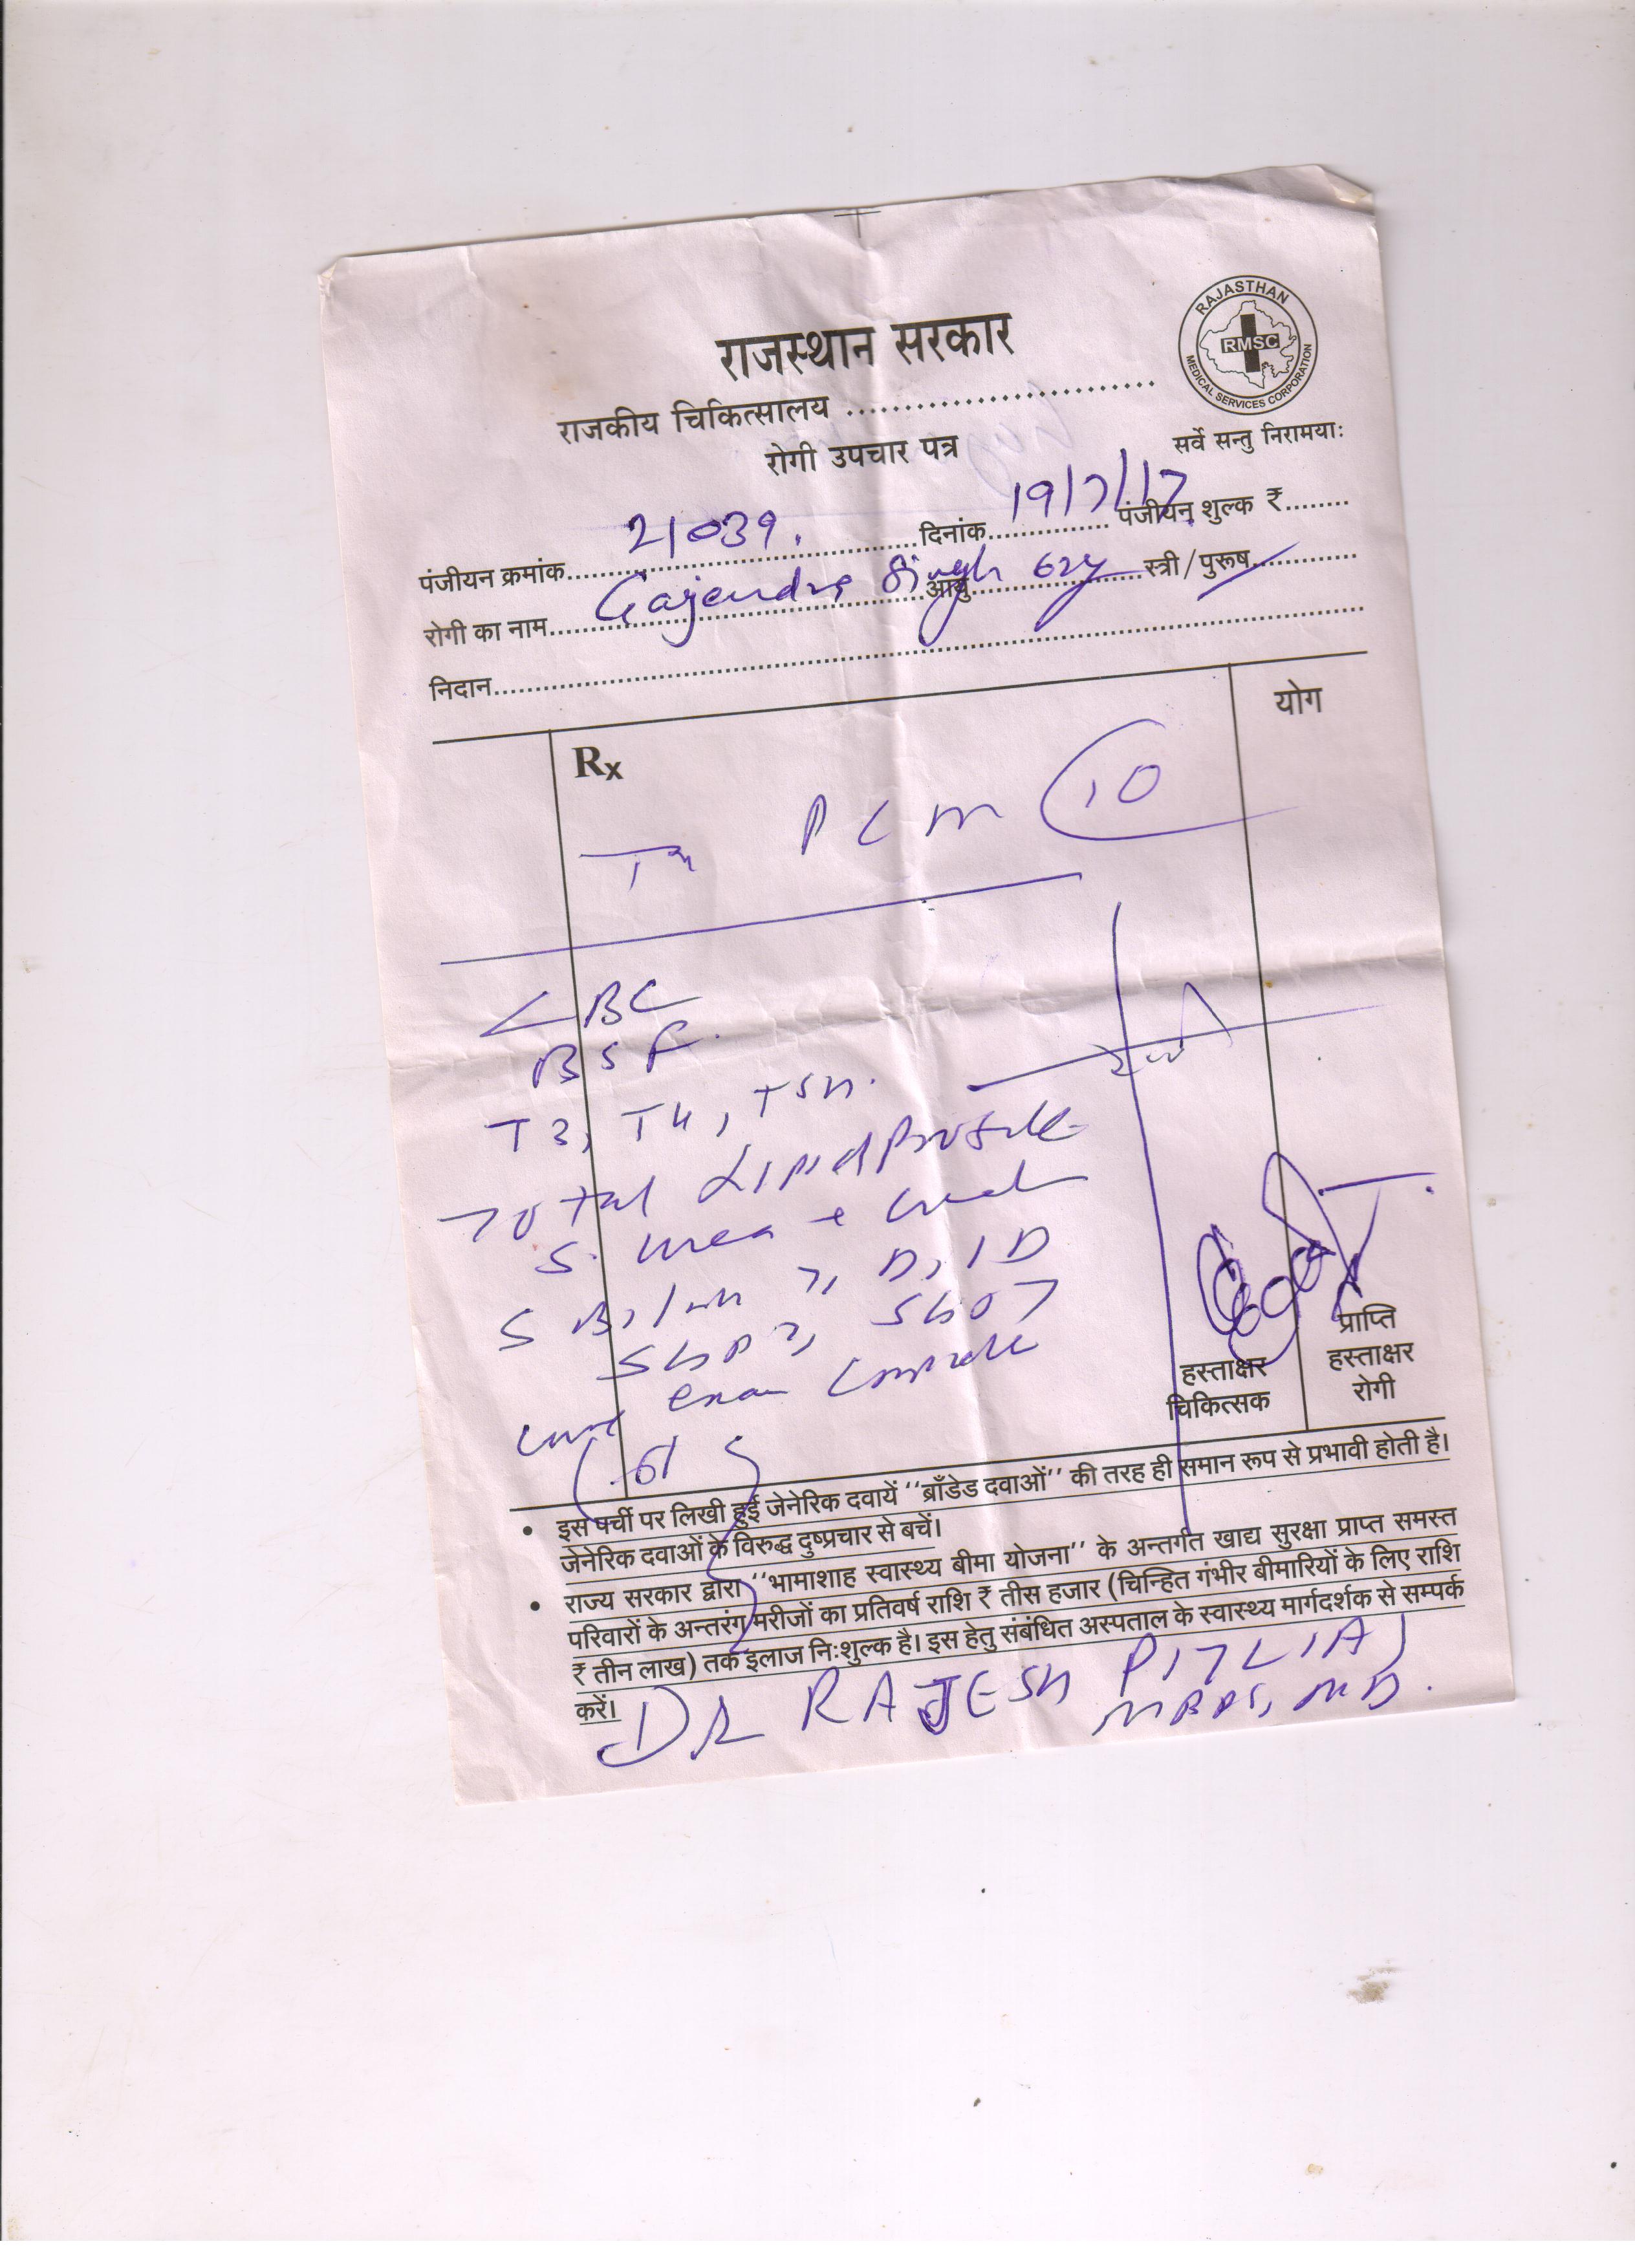 राजस्थान सरकार
RAJASTHAN
RMSC
MEDICAL SERVICES CORPORATION
राजकीय चिकित्सालय ..............................
रोगी उपचार पत्र
सर्वे सन्तु निरामया:
पंजीयन क्रमांक 21039. दिनांक 19/7/17 पंजीयन शुल्क ₹........
रोगी का नाम Gajendra Singh आयु 62y स्त्री / पुरूष
निदान
Rx
योग
PCM 10
CBC
BSF
T3, T4, TSH.
Total Lipid Profile
S. Urea +
S
SGPT, SGOT
exam Complete
हस्ताक्षर
चिकित्सक
प्राप्ति
हस्ताक्षर
रोगी
• इस पर्ची पर लिखी हुई जेनेरिक दवायें ‘‘ब्राँडेड दवाओं’’ की तरह ही समान रूप से प्रभावी होती है।
जेनेरिक दवाओं के विरुद्ध दुष्प्रचार से बचें।
• राज्य सरकार द्वारा ‘‘भामाशाह स्वास्थ्य बीमा योजना’’ के अन्तर्गत खाद्य सुरक्षा प्राप्त समस्त
परिवारों के अन्तरंग मरीजों का प्रतिवर्ष राशि ₹ तीस हजार (चिन्हित गंभीर बीमारियों के लिए राशि
₹ तीन लाख) तक इलाज नि:शुल्क है। इस हेतु संबंधित अस्पताल के स्वास्थ्य मार्गदर्शक से सम्पर्क
करें।
DR RAJESH PITLIA
MBBS, MD.